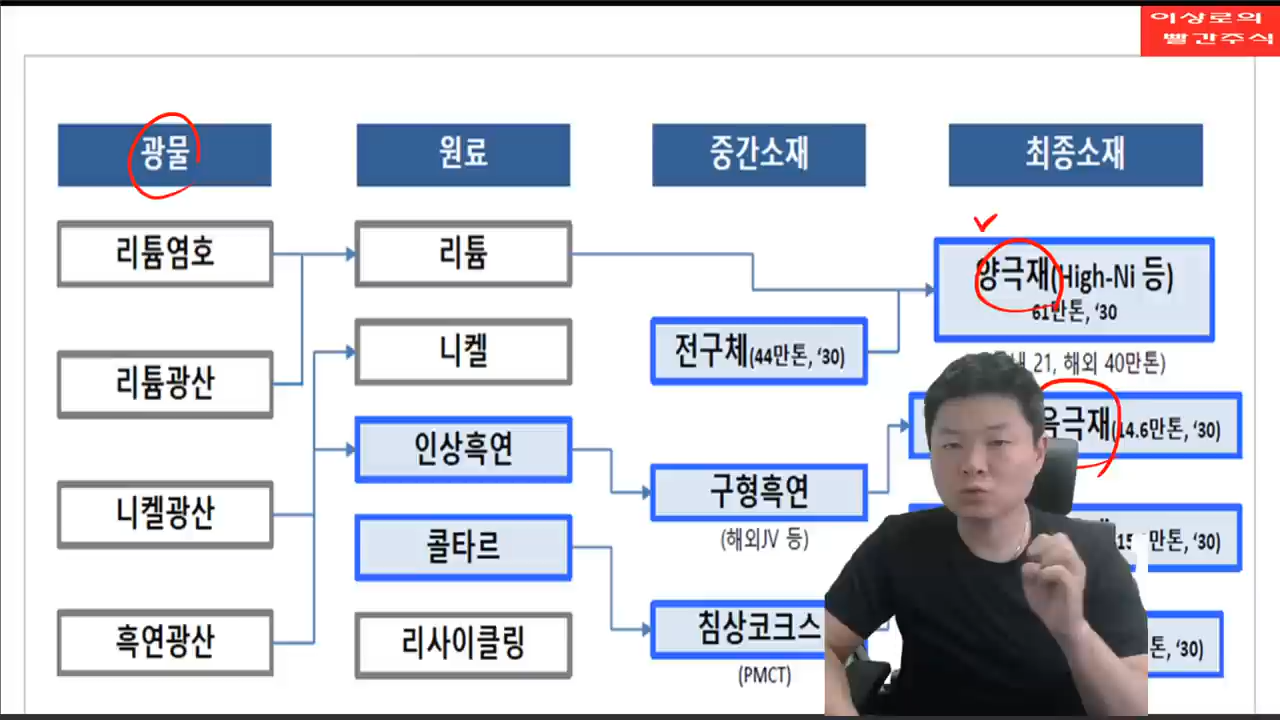 이상로의
빨간주식
광물
원료
중간소재
최종소재
리튬염호
리튬
양극재(High-Ni 등)
61만톤, ‘30
리튬광산
니켈
전구체(44만톤, ‘30)
21, 해외 40만톤)
인상흑연
극재(14.6만톤, ‘30)
니켈광산
구형흑연
(해외JV 등)
콜타르
만톤, ‘30)
흑연광산
리사이클링
침상코크스
(PMCT)
톤, ‘30)